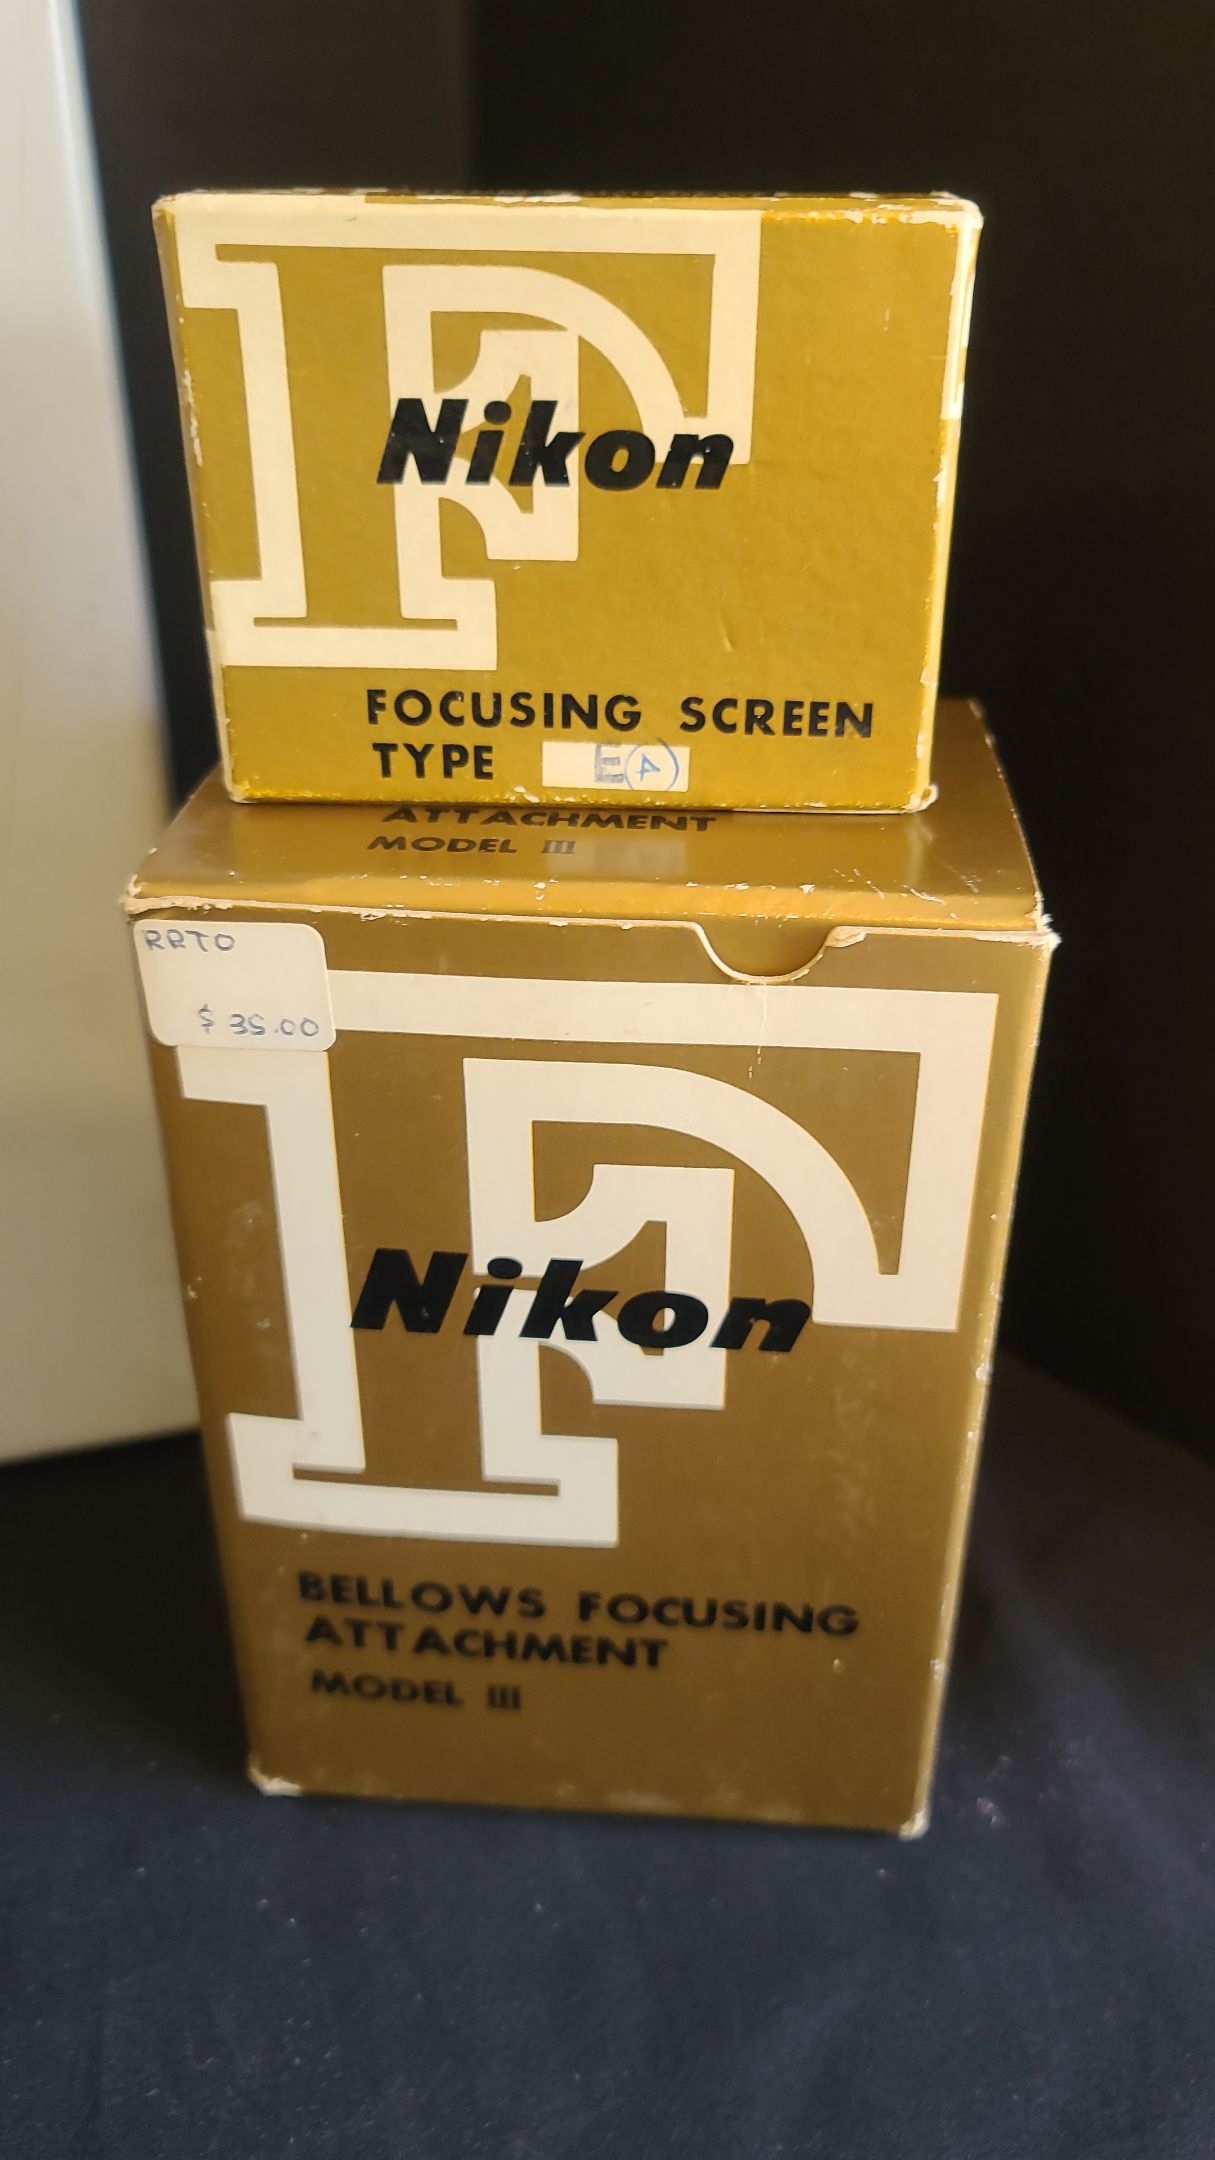 Nikon
FOCUSING SCREEN
TYPE E A
ATTACHMENT
MODEL III
RRTO
$ 35.00
Nikon
BELLOWS FOCUSING
ATTACHMENT
MODEL III